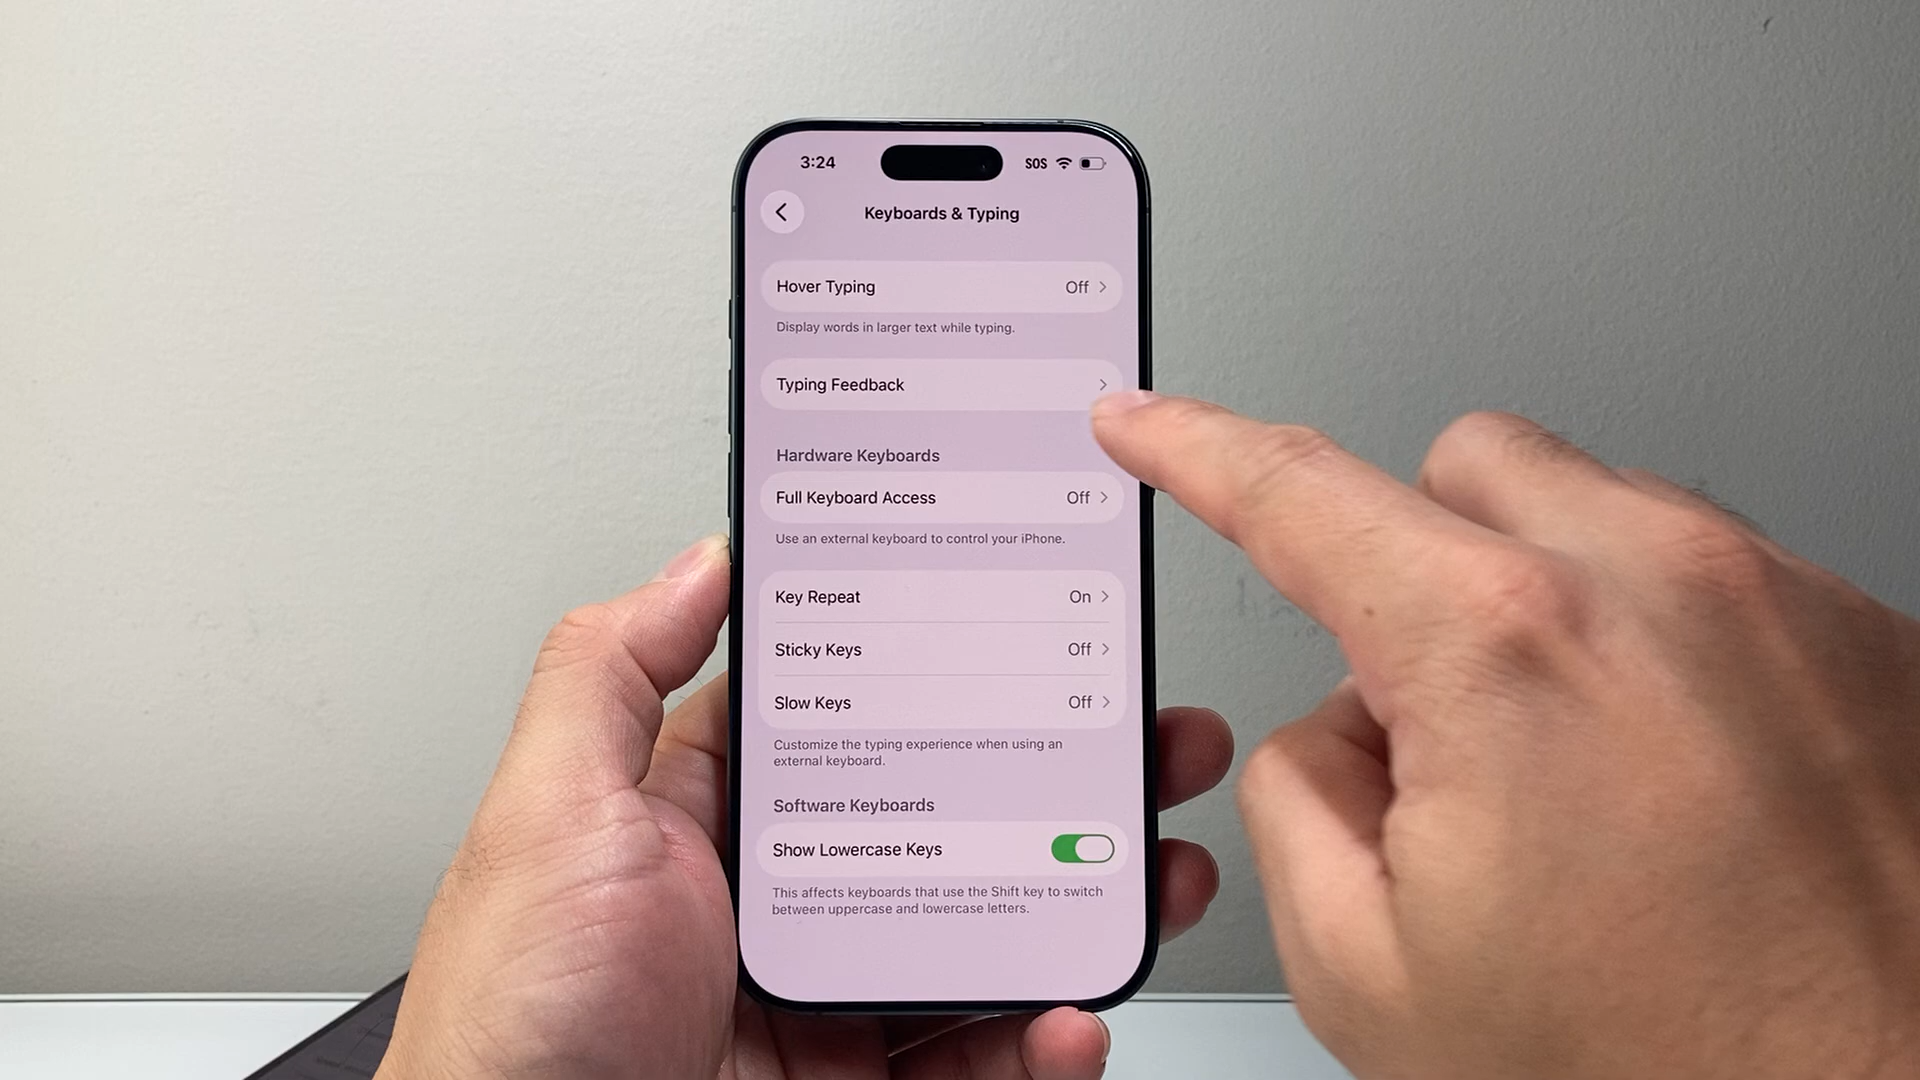 3:24
SOS
Keyboards & Typing
Hover Typing Off
Display words in larger text while typing.
Typing Feedback
Hardware Keyboards
Full Keyboard Access Off
Use an external keyboard to control your iPhone.
Key Repeat On
Sticky Keys Off
Slow Keys Off
Customize the typing experience when using an
external keyboard.
Software Keyboards
Show Lowercase Keys
This affects keyboards that use the Shift key to switch
between uppercase and lowercase letters.